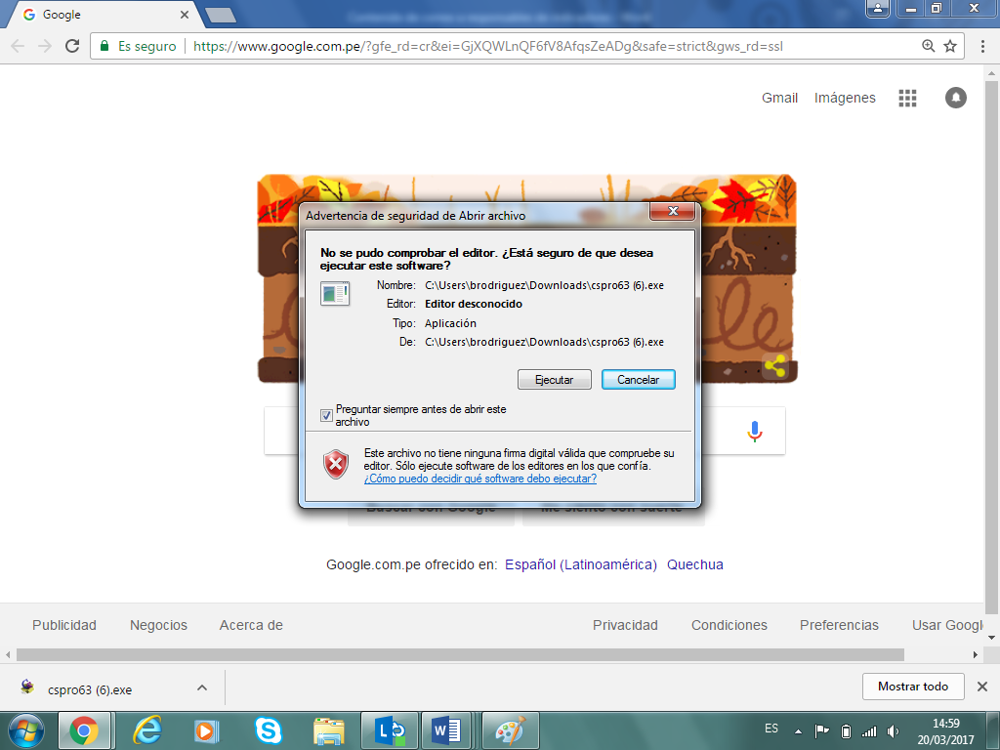 Google
Es seguro
https://www.google.com.pe/?gfe_rd=cr&ei=GjXQWLnQF6fV8AfqsZeADg&safe=strict&gws_rd=ssl
Gmail Imágenes
Advertencia de seguridad de Abrir archivo
No se pudo comprobar el editor. ¿Está seguro de que desea
ejecutar este software?
Nombre: C:\Users\brodriguez\Downloads\cspro63 (6).exe
Editor: Editor desconocido
Tipo: Aplicación
De: C:\Users\brodriguez\Downloads\cspro63 (6).exe
Ejecutar Cancelar
Preguntar siempre antes de abrir este
archivo
Este archivo no tiene ninguna firma digital válida que compruebe su
editor. Sólo ejecute software de los editores en los que confía.
¿Cómo puedo decidir qué software debo ejecutar?
Buscar con Google Me siento con suerte
Google.com.pe ofrecido en: Español (Latinoamérica) Quechua
Publicidad Negocios Acerca de Privacidad Condiciones Preferencias Usar Googl
cspro63 (6).exe
Mostrar todo
ES
14:59
20/03/2017